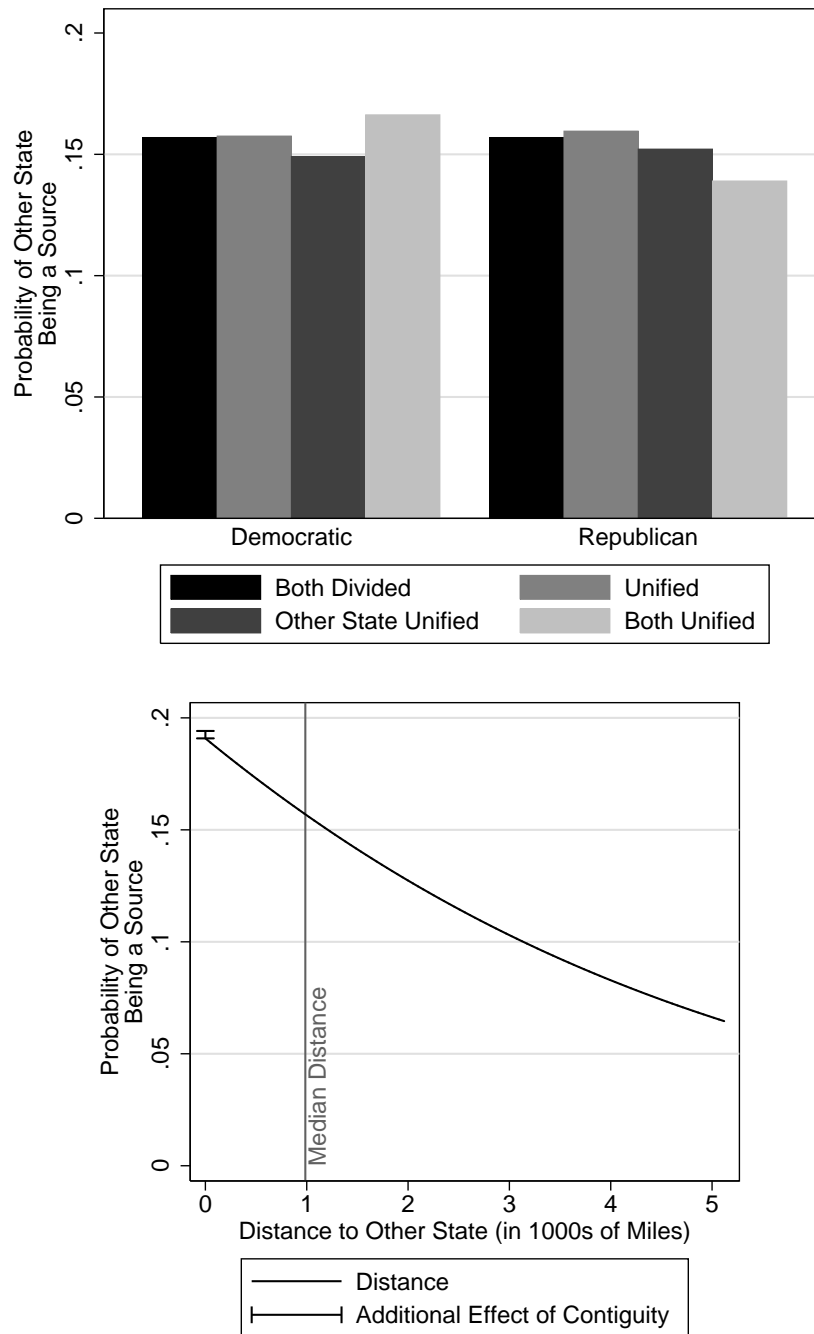 Probability of Other State
Being a Source
.2
.15
.1
.05
0
Democratic
Republican
Both Divided
Unified
Other State Unified
Both Unified
Probability of Other State
Being a Source
.2
.15
.1
.05
0
Median Distance
0 1 2 3 4 5
Distance to Other State (in 1000s of Miles)
Distance
Additional Effect of Contiguity